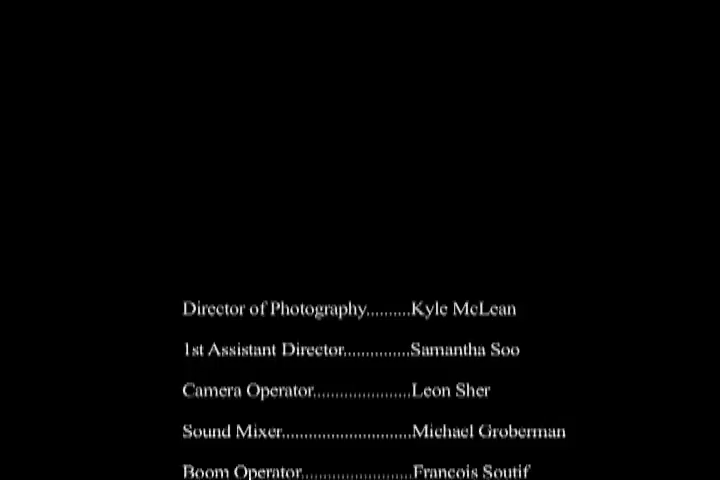 Director of Photography..........Kyle McLean
1st Assistant Director...............Samantha Soo
Camera Operator......................Leon Sher
Sound Mixer.............................Michael Groberman
Boom Operator.........................Francois Soutif